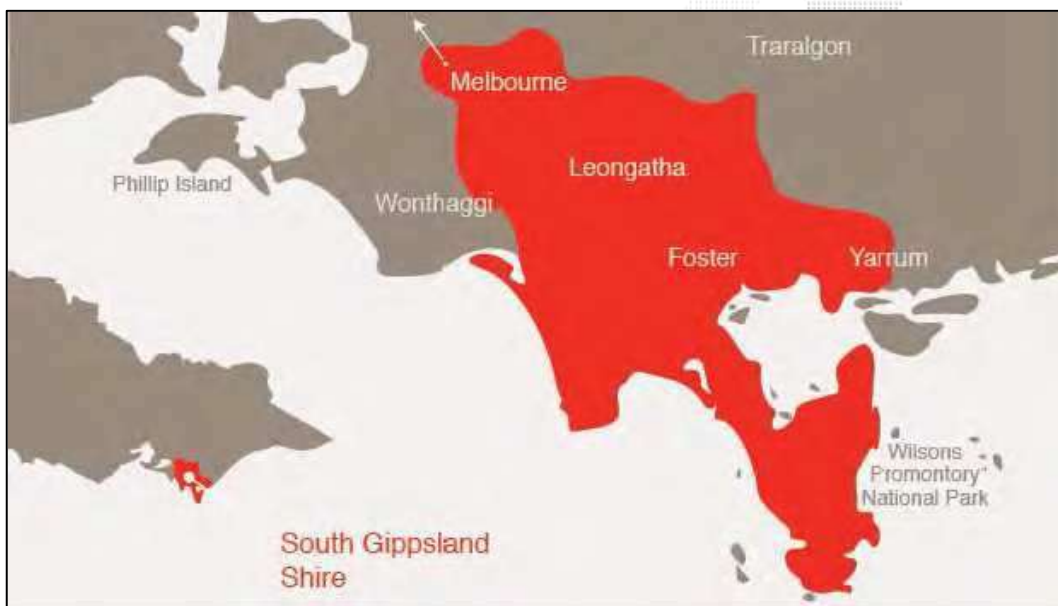 Traralgon
Melbourne
Leongatha
Phillip Island
Wonthaggi
Foster
Yarrum
Wilsons
Promontory
National Park
South Gippsland
Shire